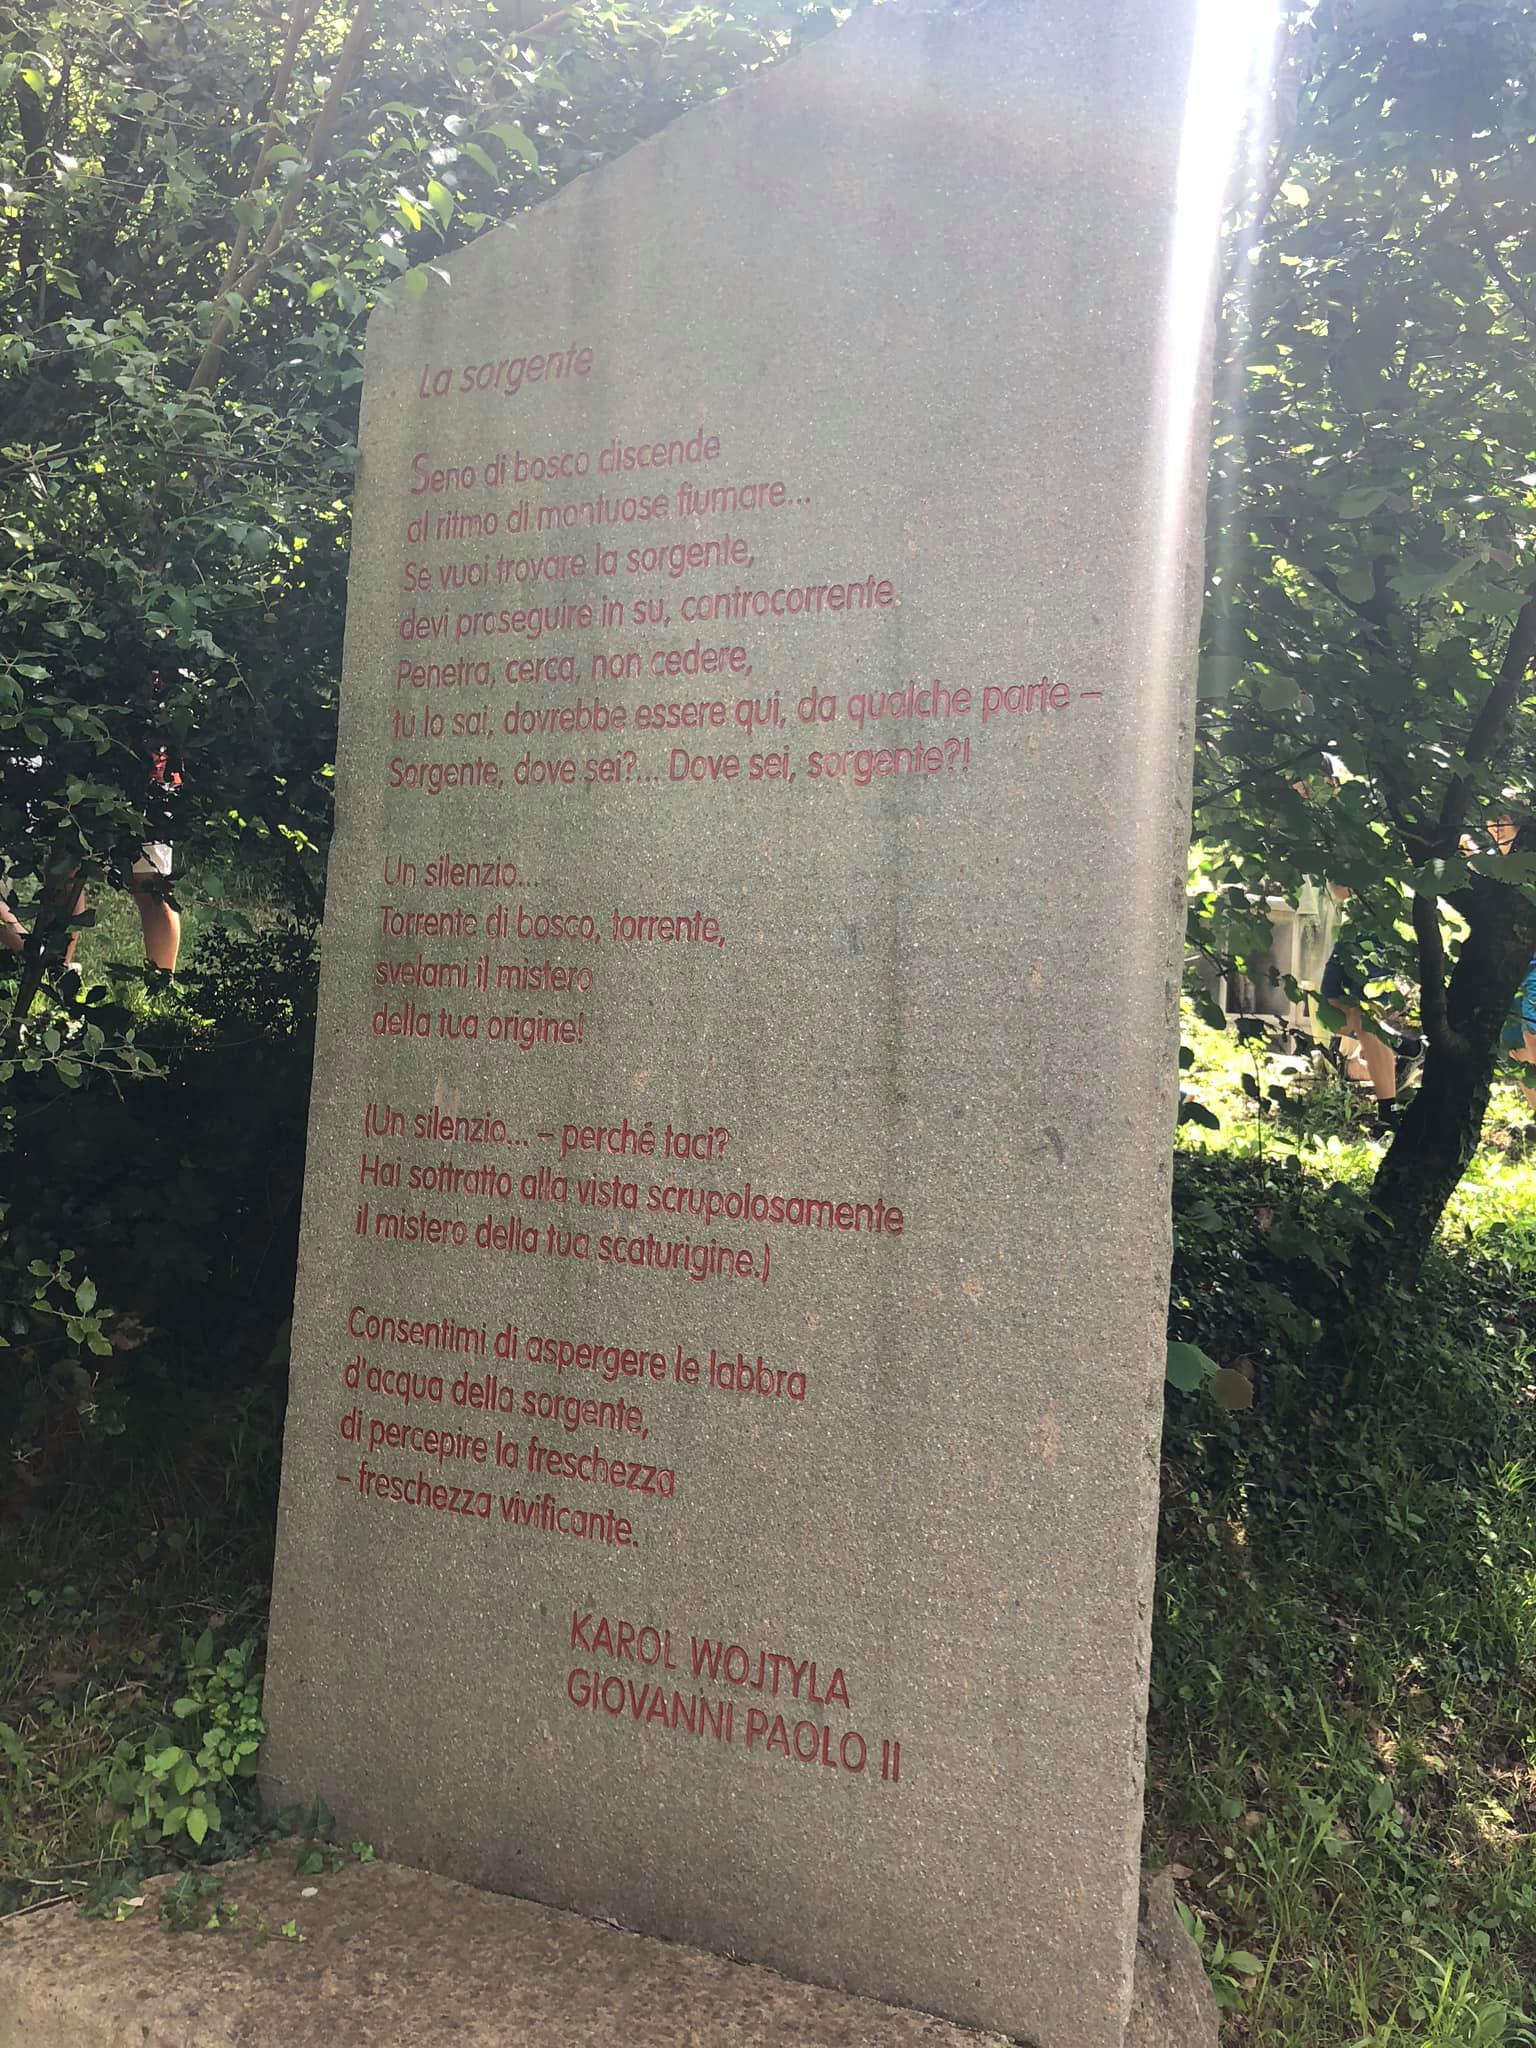 La sorgente
Seno di bosco discende
al ritmo di montuose fiumare...
Se vuoi trovare la sorgente,
devi proseguire in su, controcorrente.
Penetra, cerca, non cedere,
tu lo sai, dovrebbe essere qui, da qualche parte –
Sorgente, dove sei?... Dove sei, sorgente?!
Un silenzio...
Torrente di bosco, torrente,
svelami il mistero
della tua origine!
(Un silenzio... – perché taci?
Hai sottratto alla vista scrupolosamente
il mistero della tua scaturigine.)
Consentimi di aspergere le labbra
d'acqua della sorgente,
di percepire la freschezza
– freschezza vivificante.
KAROL WOJTYLA
GIOVANNI PAOLO II